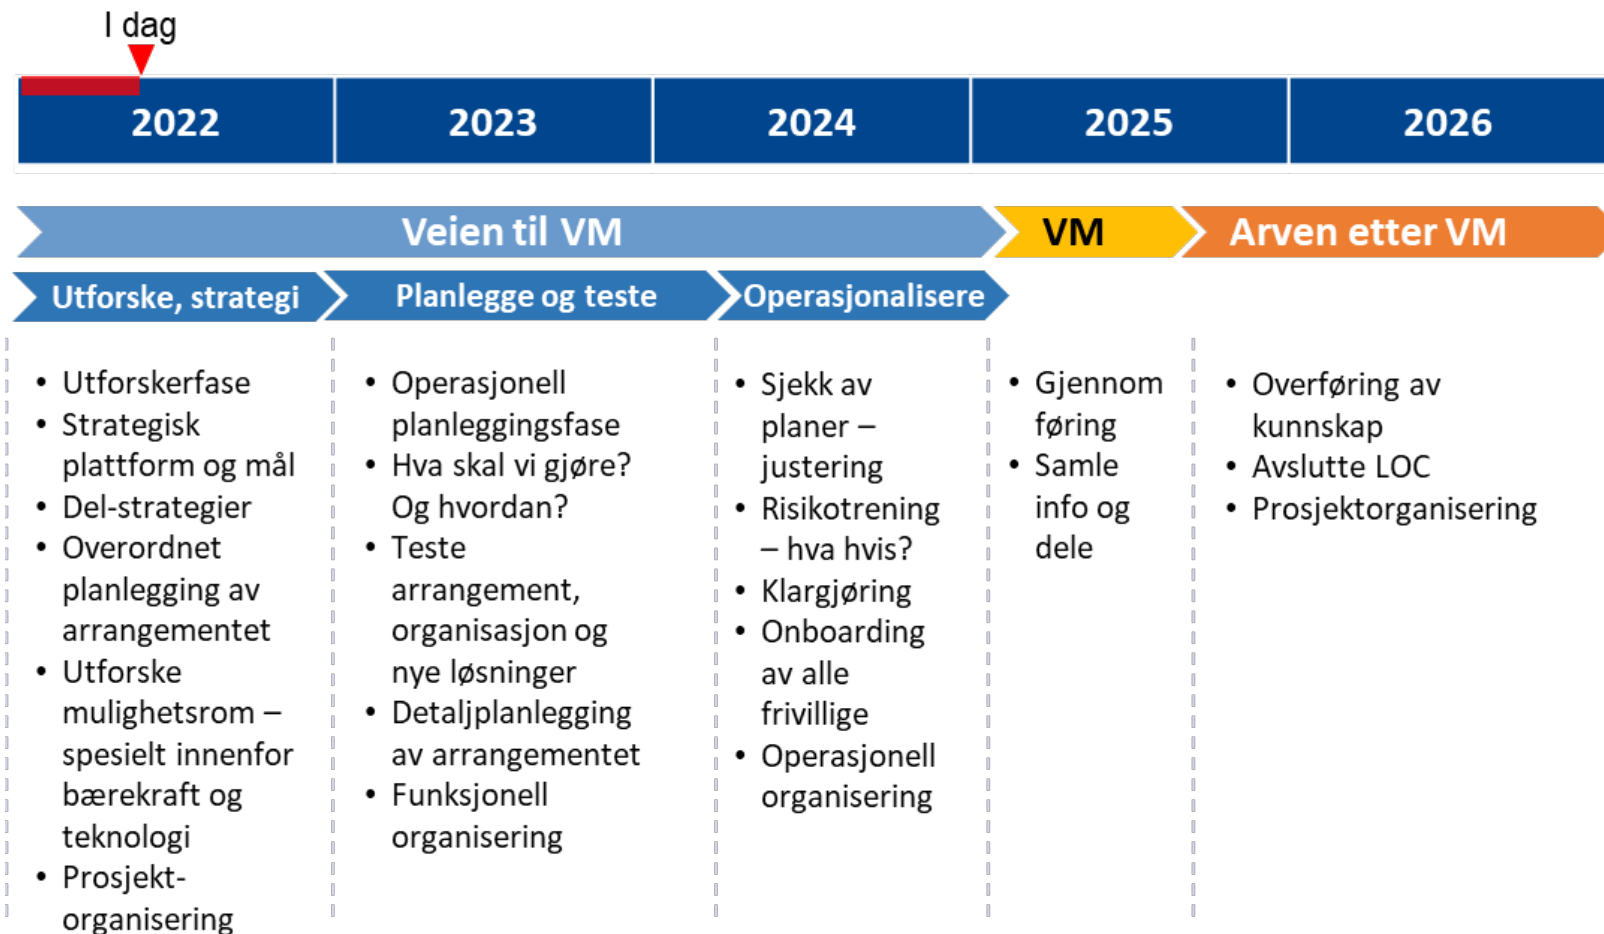 I dag
2022
2023
2024
2025
2026
Veien til VM
VM
Arven etter VM
Utforske, strategi
Planlegge og teste
Operasjonalisere
• Utforskerfase
• Strategisk
plattform og mål
• Del-strategier
• Overordnet
planlegging av
arrangementet
• Utforske
mulighetsrom –
spesielt innenfor
bærekraft og
teknologi
• Prosjekt-
organisering
• Operasjonell
planleggingsfase
• Hva skal vi gjøre?
Og hvordan?
• Teste
arrangement,
organisasjon og
nye løsninger
• Detaljplanlegging
av arrangementet
• Funksjonell
organisering
• Sjekk av
planer –
justering
• Risikotrening
– hva hvis?
• Klargjøring
• Onboarding
av alle
frivillige
• Operasjonell
organisering
• Gjennom
føring
• Samle
info og
dele
• Overføring av
kunnskap
• Avslutte LOC
• Prosjektorganisering